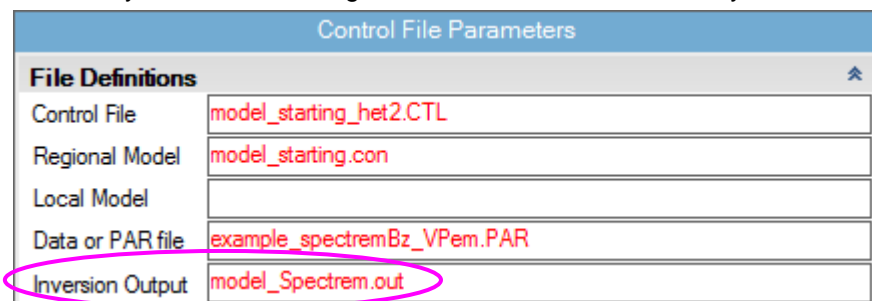 Control File Parameters
File Definitions
Control File model_starting_het2.CTL
Regional Model model_starting.con
Local Model
Data or PAR file example_spectremBz_VPem.PAR
Inversion Output model_Spectrem.out